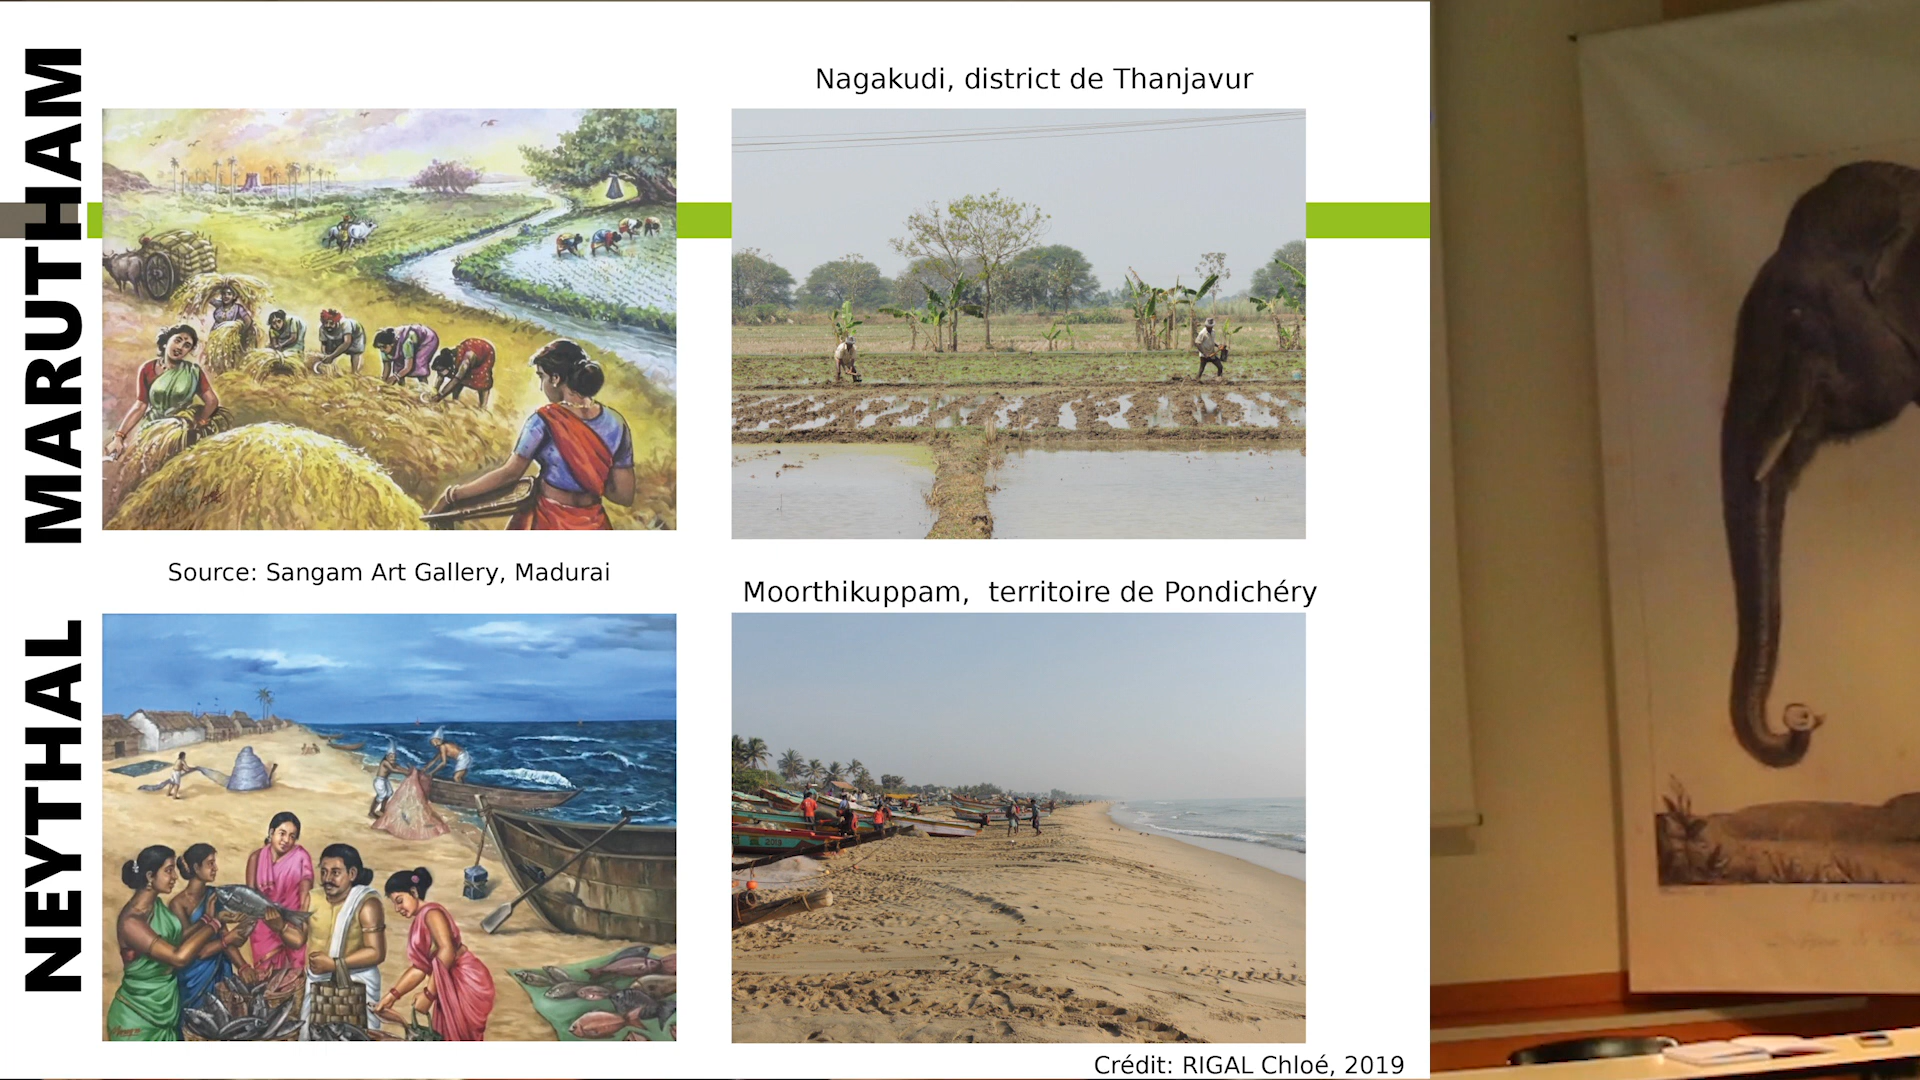 MARUTHAM
Nagakudi, district de Thanjavur
Source: Sangam Art Gallery, Madurai
NEYTHAL
Moorthikuppam, territoire de Pondichéry
Crédit: RIGAL Chloé, 2019